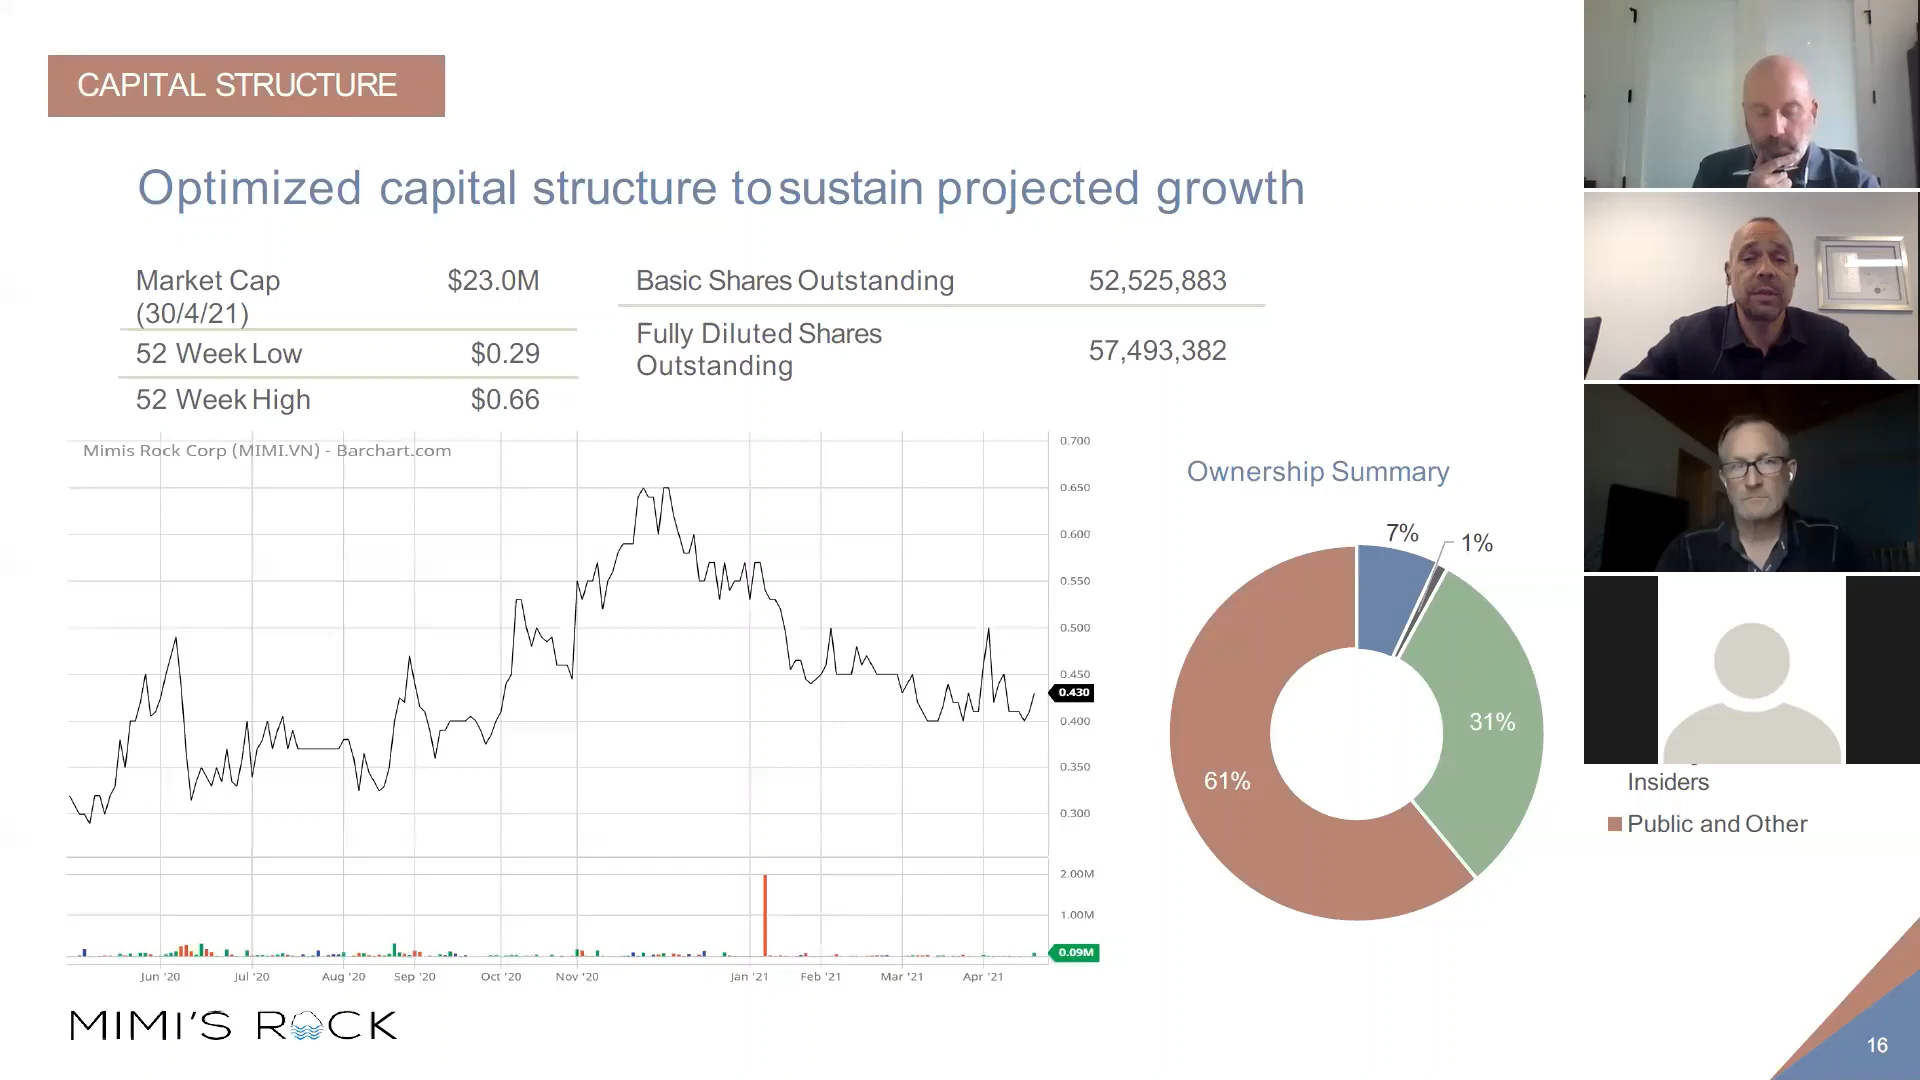 CAPITAL STRUCTURE
Optimized capital structure to sustain projected growth
Market Cap
(30/4/21)
$23.0M
52 Week Low
$0.29
52 Week High
$0.66
Basic Shares Outstanding
52,525,883
Fully Diluted Shares
Outstanding
57,493,382
Mimis Rock Corp (MIMI.VN) - Barchart.com
0.700
0.650
0.600
0.550
0.500
0.450
0.430
0.400
0.350
0.300
2.00M
1.00M
0.09M
Jun '20
Jul '20
Aug '20
Sep '20
Oct '20
Nov '20
Jan '21
Feb '21
Mar '21
Apr '21
Ownership Summary
7%
1%
31%
61%
Insiders
Public and Other
MIMI'S ROCK
16